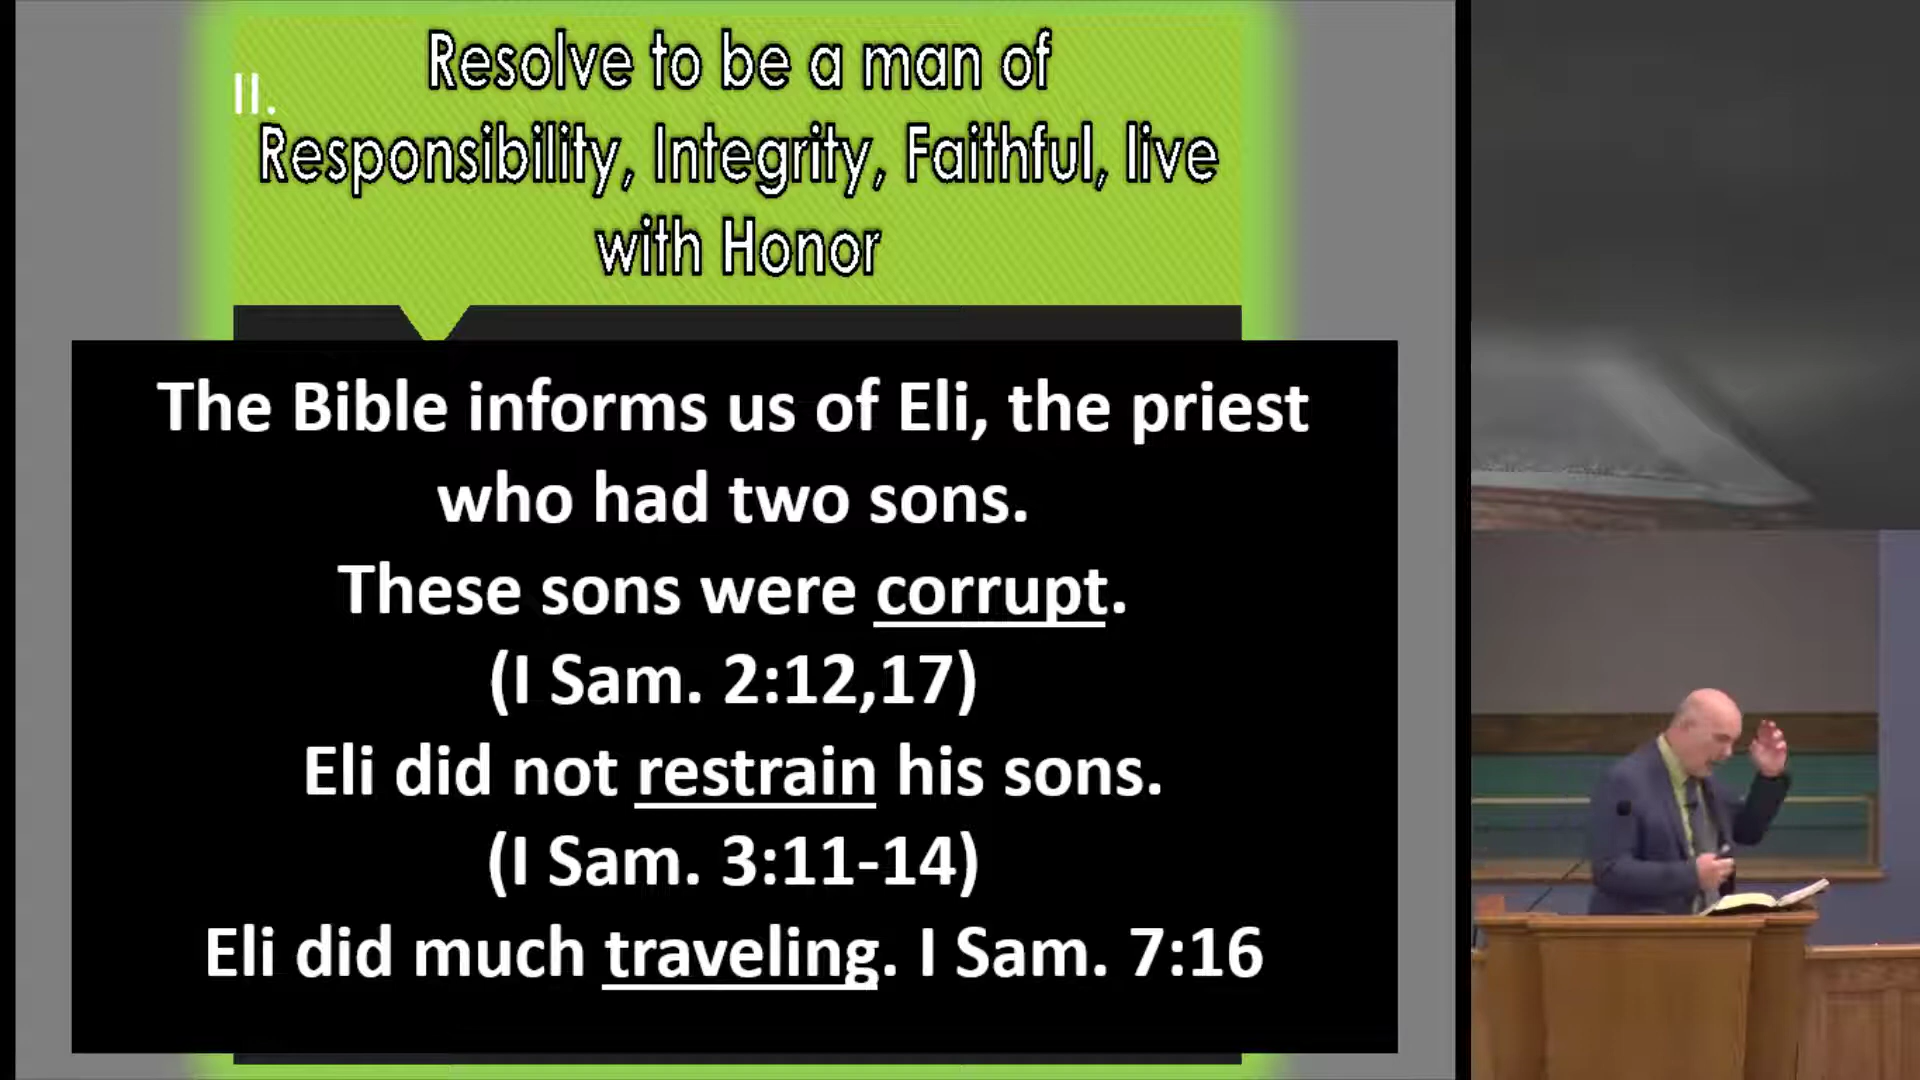 II.
Resolve to be a man of
Responsibility, Integrity, Faithful, live
with Honor
The Bible informs us of Eli, the priest
who had two sons.
These sons were corrupt.
(I Sam. 2:12,17)
Eli did not restrain his sons.
(I Sam. 3:11-14)
Eli did much traveling. I Sam. 7:16